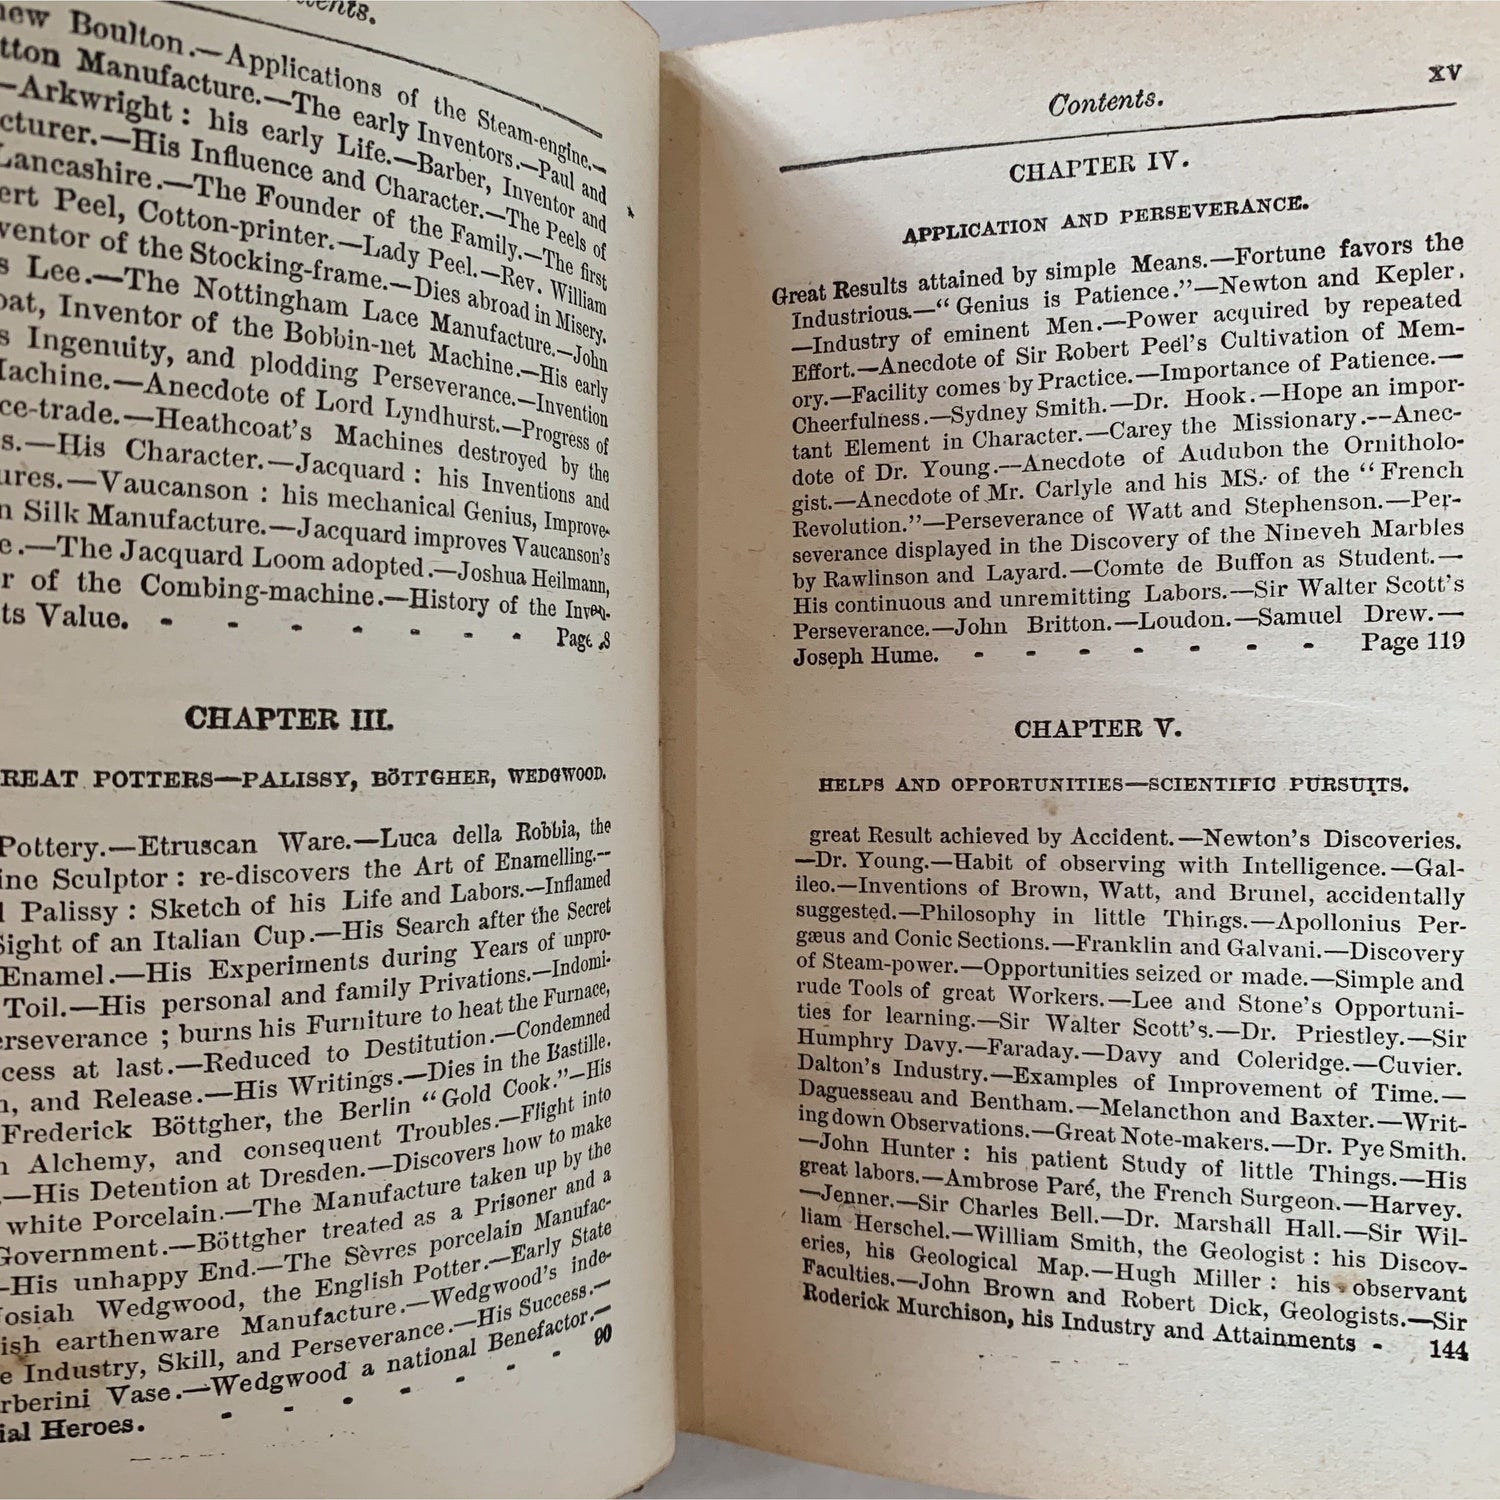 Contents.
new Boulton.—Applications of the Steam-engine.—
tton Manufacture.—The early Inventors.—Paul and
—Arkwright : his early Life.—Barber, Inventor and
cturer.—His Influence and Character.—The Peels of
Lancashire.—The Founder of the Family.—The first
ert Peel, Cotton-printer.—Lady Peel.—Rev. William
ventor of the Stocking-frame.—Dies abroad in Misery.
s Lee.—The Nottingham Lace Manufacture.—John
oat, Inventor of the Bobbin-net Machine.—His early
s Ingenuity, and plodding Perseverance.—Invention
Machine.—Anecdote of Lord Lyndhurst.—Progress of
ce-trade.—Heathcoat's Machines destroyed by the
s.—His Character.—Jacquard : his Inventions and
ures.—Vaucanson : his mechanical Genius, Improve-
n Silk Manufacture.—Jacquard improves Vaucanson's
e.—The Jacquard Loom adopted.—Joshua Heilmann,
r of the Combing-machine.—History of the Inven-
ts Value. - - - - - - - Page 8
CHAPTER III.
REAT POTTERS—PALISSY, BÖTTGHER, WEDGWOOD.
Pottery.—Etruscan Ware.—Luca della Robbia, the
ine Sculptor : re-discovers the Art of Enamelling.—
l Palissy : Sketch of his Life and Labors.—Inflamed
Sight of an Italian Cup.—His Search after the Secret
Enamel.—His Experiments during Years of unpro-
Toil.—His personal and family Privations.—Indomi-
erseverance ; burns his Furniture to heat the Furnace,
cess at last.—Reduced to Destitution.—Condemned
n, and Release.—His Writings.—Dies in the Bastille.
Frederick Böttgher, the Berlin "Gold Cook."—His
n Alchemy, and consequent Troubles.—Flight into
.—His Detention at Dresden.—Discovers how to make
white Porcelain.—The Manufacture taken up by the
Government.—Böttgher treated as a Prisoner and a
—His unhappy End.—The Sèvres porcelain Manufac-
Josiah Wedgwood, the English Potter.—Early State
ish earthenware Manufacture.—Wedgwood's inde-
e Industry, Skill, and Perseverance.—His Success.—
rberini Vase.—Wedgwood a national Benefactor.—
ial Heroes. - - - - - - - 90
Contents. xv
CHAPTER IV.
APPLICATION AND PERSEVERANCE.
Great Results attained by simple Means.—Fortune favors the
Industrious.—"Genius is Patience."—Newton and Kepler.
—Industry of eminent Men.—Power acquired by repeated
Effort.—Anecdote of Sir Robert Peel's Cultivation of Mem-
ory.—Facility comes by Practice.—Importance of Patience.—
Cheerfulness.—Sydney Smith.—Dr. Hook.—Hope an impor-
tant Element in Character.—Carey the Missionary.—Anec-
dote of Dr. Young.—Anecdote of Audubon the Ornitholo-
gist.—Anecdote of Mr. Carlyle and his MS. of the "French
Revolution."—Perseverance of Watt and Stephenson.—Per-
severance displayed in the Discovery of the Nineveh Marbles
by Rawlinson and Layard.—Comte de Buffon as Student.—
His continuous and unremitting Labors.—Sir Walter Scott's
Perseverance.—John Britton.—Loudon.—Samuel Drew.—
Joseph Hume. - - - - - - - Page 119
CHAPTER V.
HELPS AND OPPORTUNITIES—SCIENTIFIC PURSUITS.
great Result achieved by Accident.—Newton's Discoveries.
—Dr. Young.—Habit of observing with Intelligence.—Gal-
ileo.—Inventions of Brown, Watt, and Brunel, accidentally
suggested.—Philosophy in little Things.—Apollonius Per-
gæus and Conic Sections.—Franklin and Galvani.—Discovery
of Steam-power.—Opportunities seized or made.—Simple and
rude Tools of great Workers.—Lee and Stone's Opportuni-
ties for learning.—Sir Walter Scott's.—Dr. Priestley.—Sir
Humphry Davy.—Faraday.—Davy and Coleridge.—Cuvier.
Dalton's Industry.—Examples of Improvement of Time.—
Daguesseau and Bentham.—Melancthon and Baxter.—Writ-
ing down Observations.—Great Note-makers.—Dr. Pye Smith.
—John Hunter : his patient Study of little Things.—His
great labors.—Ambrose Paré, the French Surgeon.—Harvey.
—Jenner.—Sir Charles Bell.—Dr. Marshall Hall.—Sir Wil-
liam Herschel.—William Smith, the Geologist : his Discov-
eries, his Geological Map.—Hugh Miller : his observant
Faculties.—John Brown and Robert Dick, Geologists.—Sir
Roderick Murchison, his Industry and Attainments - 144